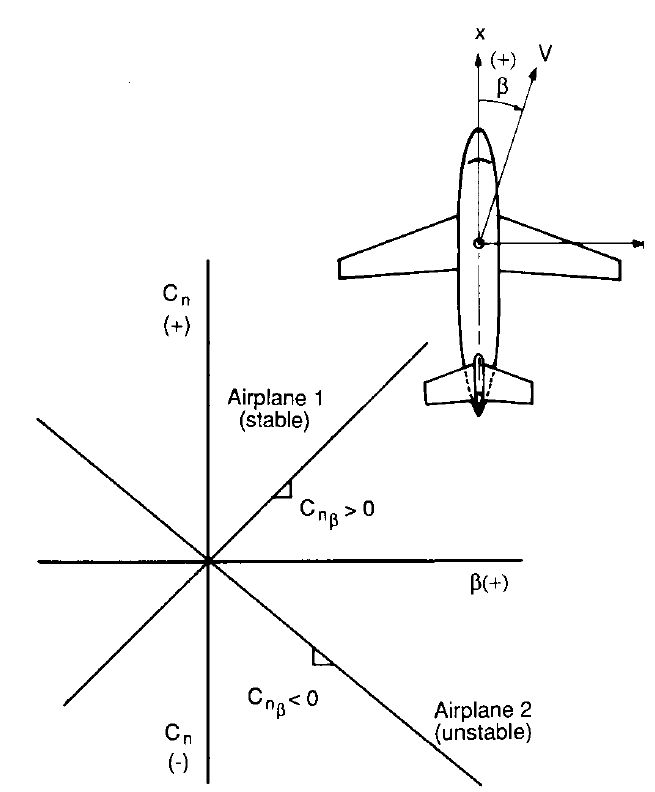 x
(+)
V
β
Cn
(+)
Airplane 1
(stable)
Cnβ > 0
β(+)
Cnβ < 0
Airplane 2
(unstable)
Cn
(-)